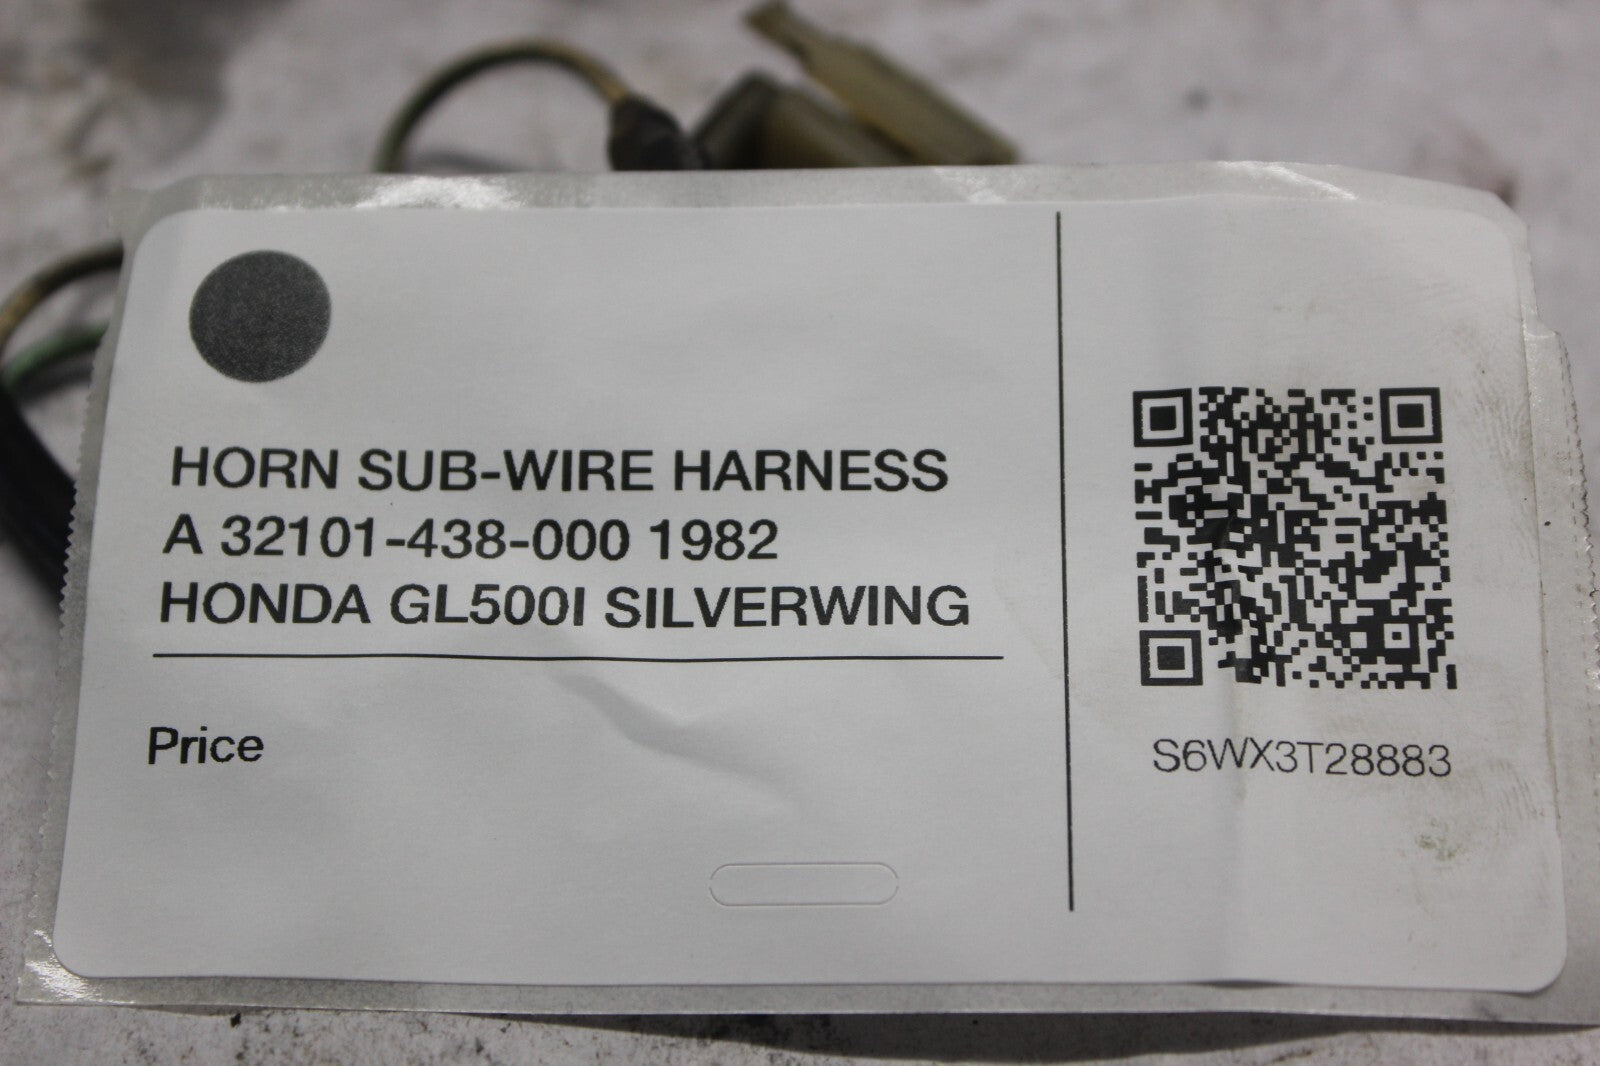 HORN SUB-WIRE HARNESS
A 32101-438-000 1982
HONDA GL500I SILVERWING
Price
S6WX3T28883